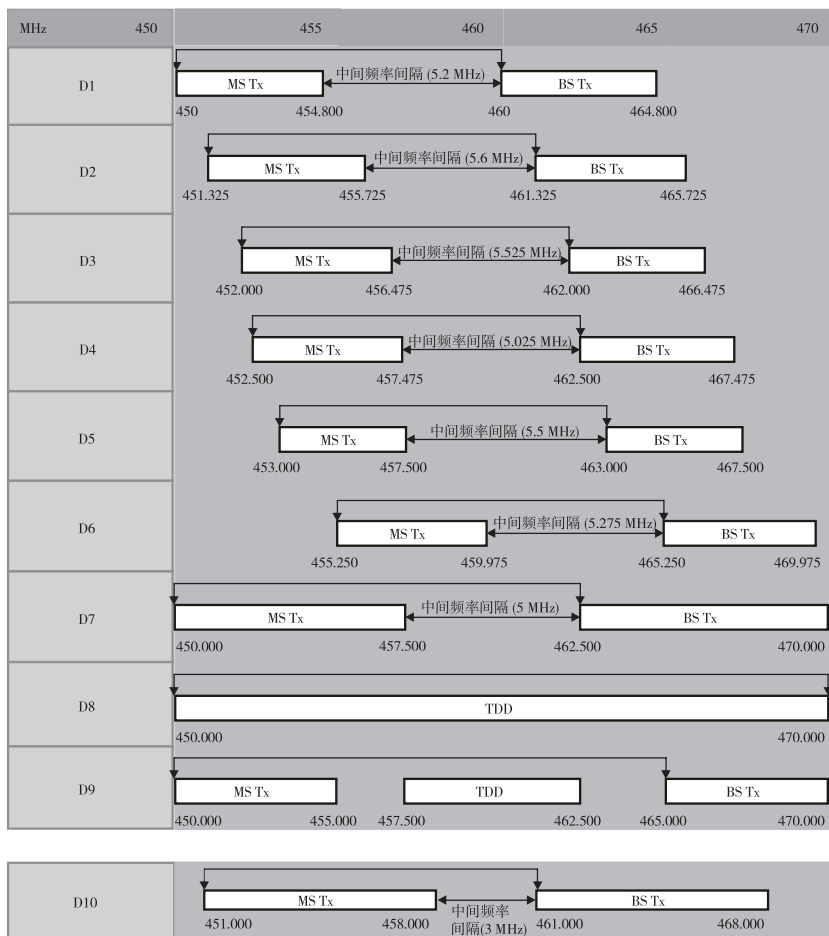 MHz 450 455 460 465 470
D1
MS Tx 中间频率间隔 (5.2 MHz) BS Tx
450 454.800 460 464.800
D2
MS Tx 中间频率间隔 (5.6 MHz) BS Tx
451.325 455.725 461.325 465.725
D3
MS Tx 中间频率间隔 (5.525 MHz) BS Tx
452.000 456.475 462.000 466.475
D4
MS Tx 中间频率间隔 (5.025 MHz) BS Tx
452.500 457.475 462.500 467.475
D5
MS Tx 中间频率间隔 (5.5 MHz) BS Tx
453.000 457.500 463.000 467.500
D6
MS Tx 中间频率间隔 (5.275 MHz) BS Tx
455.250 459.975 465.250 469.975
D7
MS Tx 中间频率间隔 (5 MHz) BS Tx
450.000 457.500 462.500 470.000
D8
TDD
450.000 470.000
D9
MS Tx TDD BS Tx
450.000 455.000 457.500 462.500 465.000 470.000
D10
MS Tx BS Tx
中间频率
间隔(3 MHz)
451.000 458.000 461.000 468.000